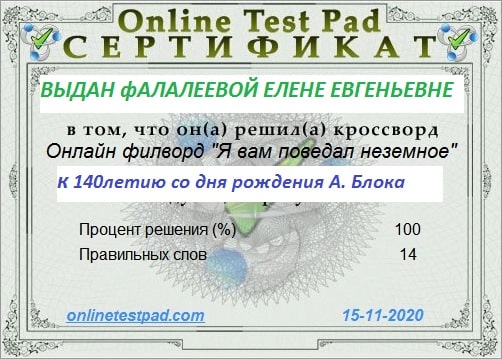 Online Test Pad
СЕРТИФИКАТ
ВЫДАН фАЛАЛЕЕВОЙ ЕЛЕНЕ ЕВГЕНЬЕВНЕ
в том, что он(а) решил(а) кроссворд
Онлайн филворд "Я вам поведал неземное"
К 140летию со дня рождения А. Блока
Процент решения (%) 100
Правильных слов 14
onlinetestpad.com 15-11-2020